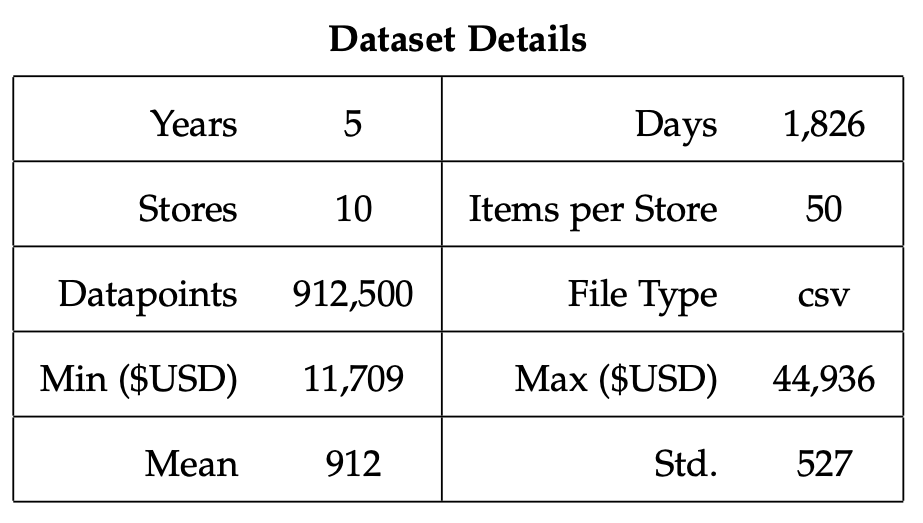 Dataset Details
Years 5 Days 1,826
Stores 10 Items per Store 50
Datapoints 912,500 File Type csv
Min ($USD) 11,709 Max ($USD) 44,936
Mean 912 Std. 527